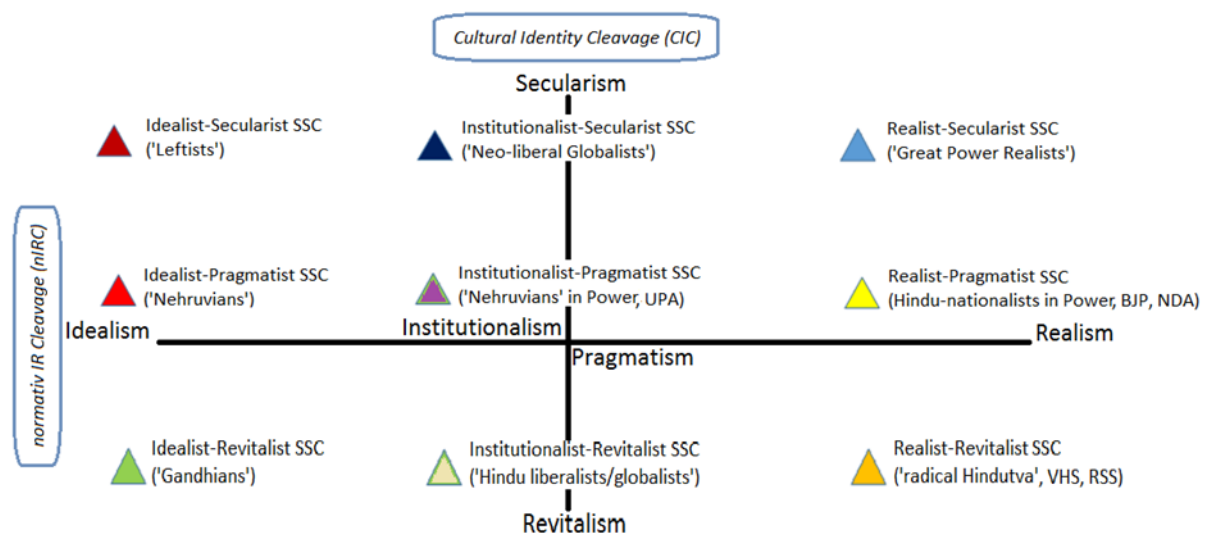 Cultural Identity Cleavage (CIC)
Secularism
Idealist-Secularist SSC
('Leftists')
Institutionalist-Secularist SSC
('Neo-liberal Globalists')
Realist-Secularist SSC
('Great Power Realists')
normativ IR Cleavage (nIRC)
Idealist-Pragmatist SSC
('Nehruvians')
Institutionalist-Pragmatist SSC
('Nehruvians' in Power, UPA)
Realist-Pragmatist SSC
(Hindu-nationalists in Power, BJP, NDA)
Idealism
Institutionalism
Realism
Pragmatism
Idealist-Revitalist SSC
('Gandhians')
Institutionalist-Revitalist SSC
('Hindu liberalists/globalists')
Realist-Revitalist SSC
('radical Hindutva', VHS, RSS)
Revitalism